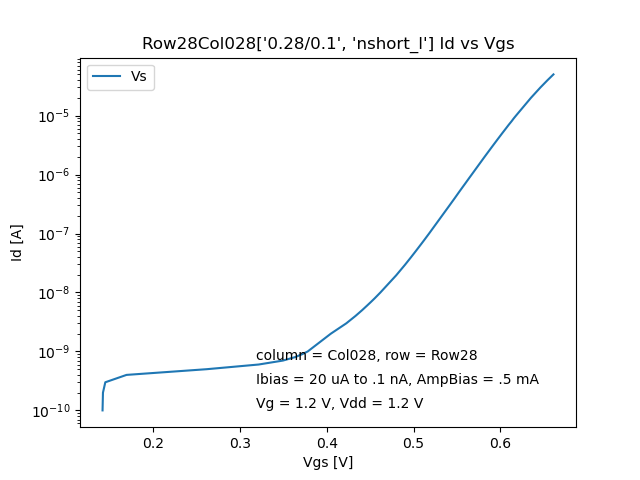 Row28Col028['0.28/0.1', 'nshort_l'] Id vs Vgs
Vs
Id [A]
10⁻⁵
10⁻⁶
10⁻⁷
10⁻⁸
10⁻⁹
10⁻¹⁰
column = Col028, row = Row28
Ibias = 20 uA to .1 nA, AmpBias = .5 mA
Vg = 1.2 V, Vdd = 1.2 V
0.2 0.3 0.4 0.5 0.6
Vgs [V]